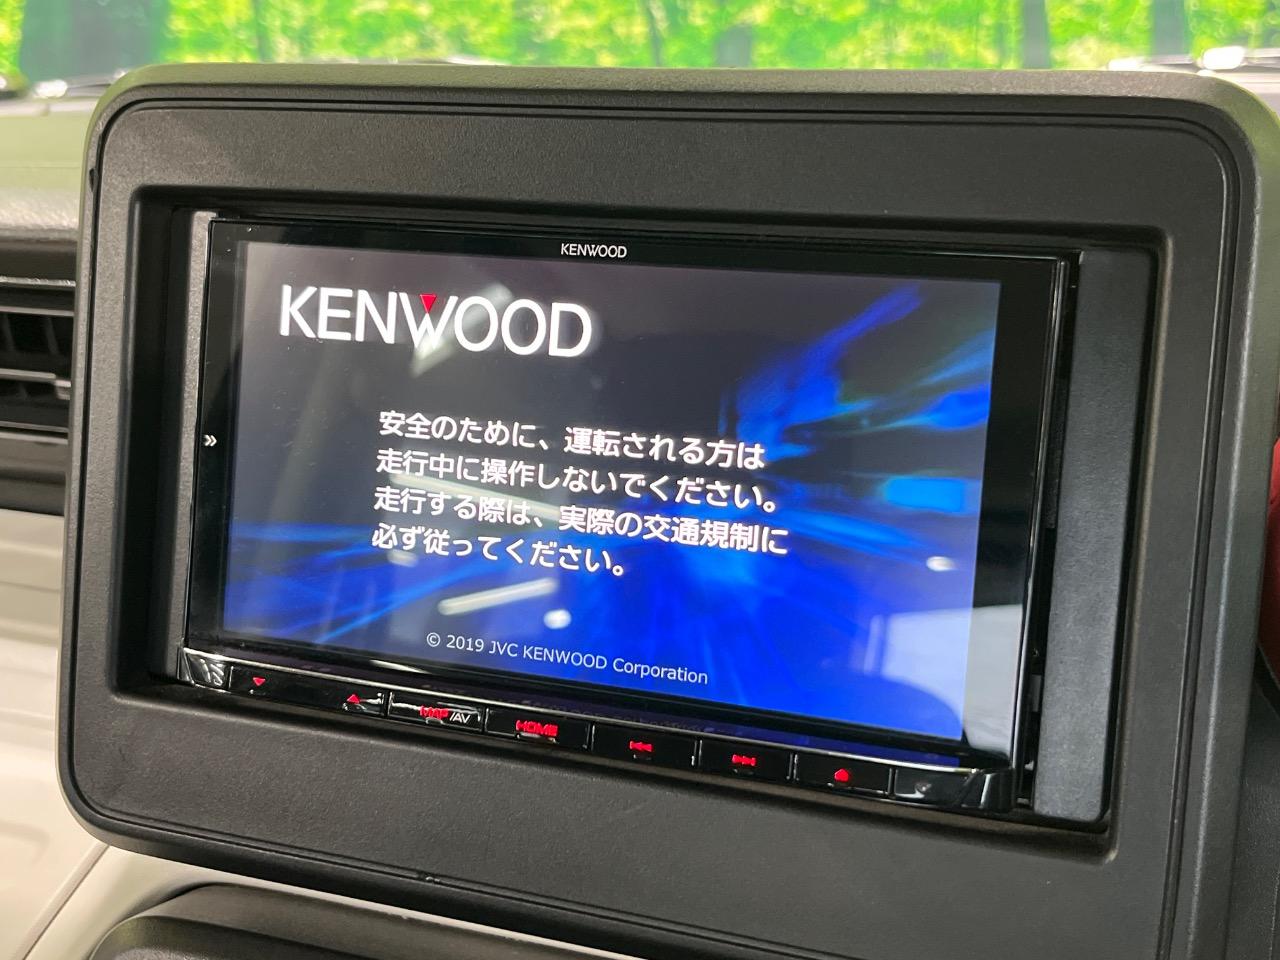 KENWOOD
KENWOOD
安全のために、運転される方は
走行中に操作しないでください。
走行する際は、実際の交通規制に
必ず従ってください。
© 2019 JVC KENWOOD Corporation
MAP/AV
HOME